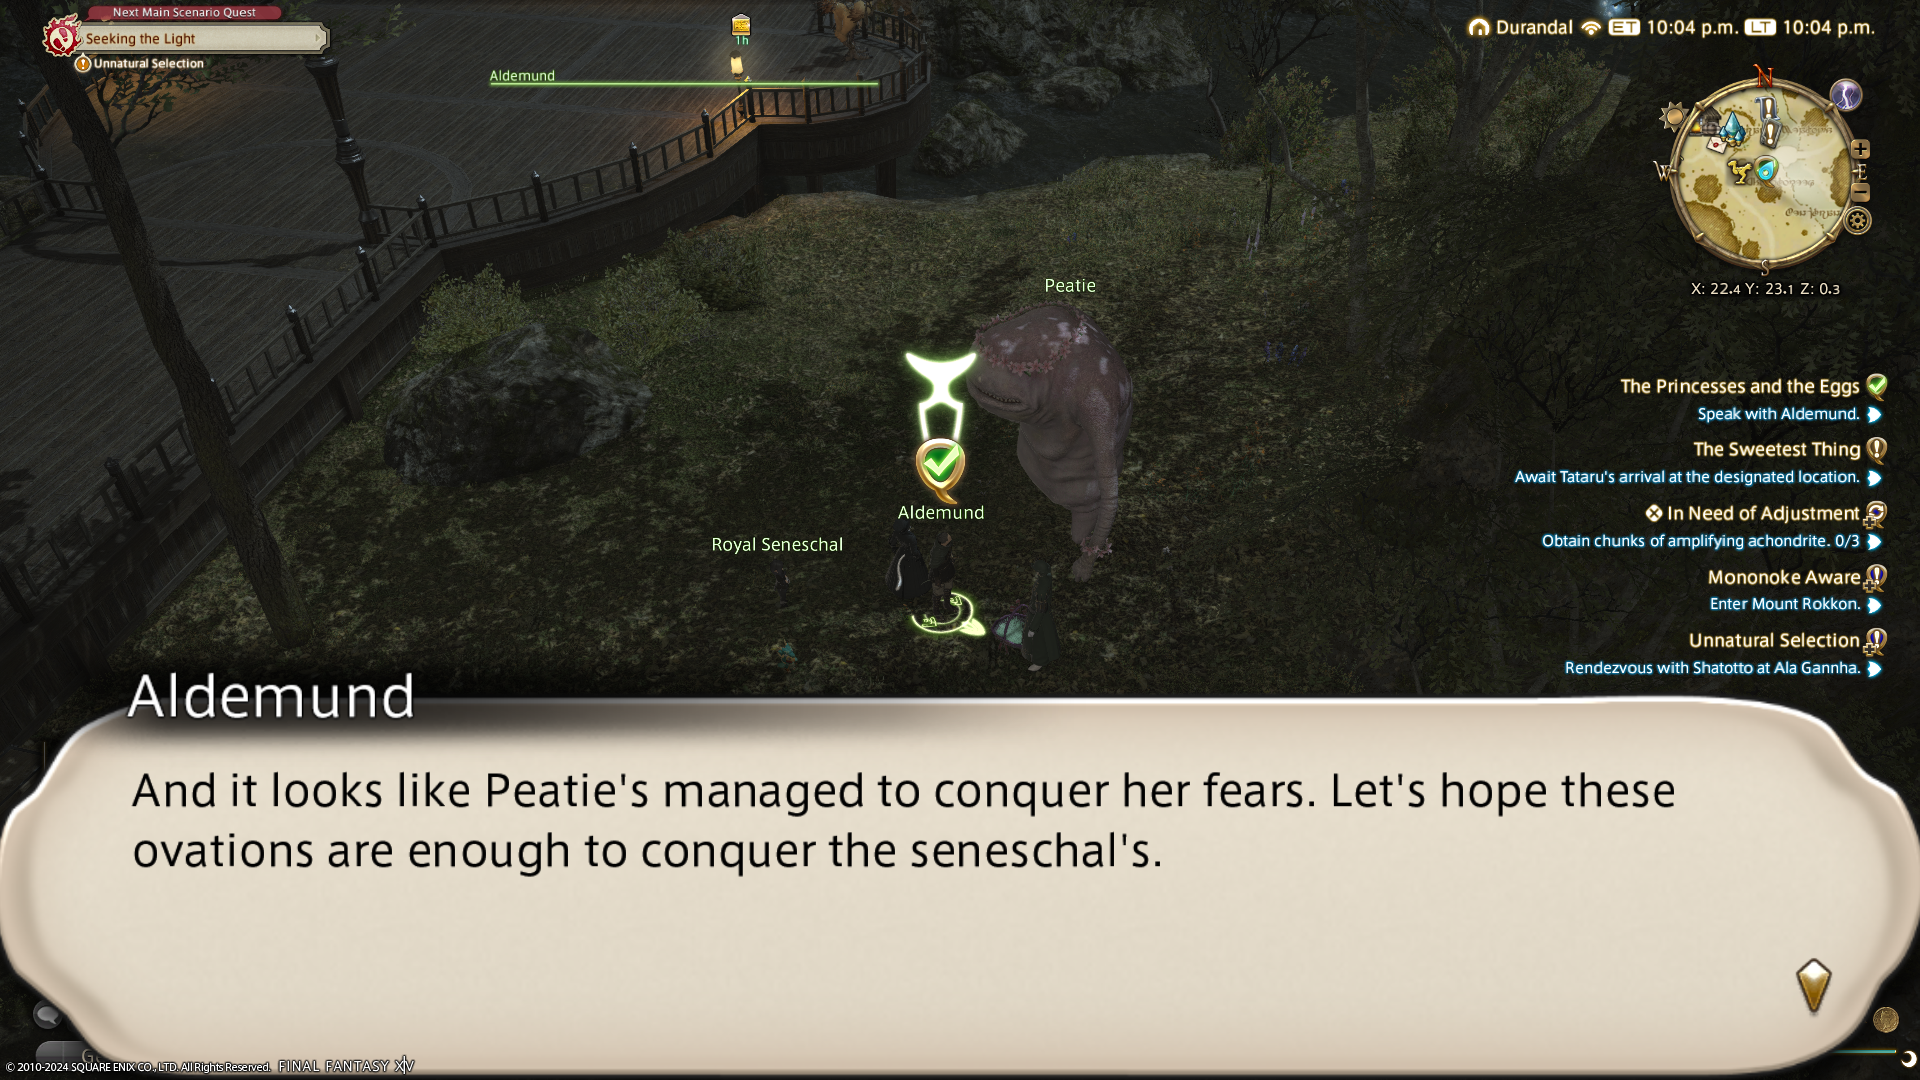 Next Main Scenario Quest
Seeking the Light
Unnatural Selection
1h
Aldemund
Durandal ET 10:04 p.m. LT 10:04 p.m.
N
W
E
S
X: 22.4 Y: 23.1 Z: 0.3
Peatie
Aldemund
Royal Seneschal
The Princesses and the Eggs
Speak with Aldemund.
The Sweetest Thing
Await Tataru's arrival at the designated location.
In Need of Adjustment
Obtain chunks of amplifying achondrite. 0/3
Mononoke Aware
Enter Mount Rokkon.
Unnatural Selection
Rendezvous with Shatotto at Ala Gannha.
Aldemund
And it looks like Peatie's managed to conquer her fears. Let's hope these
ovations are enough to conquer the seneschal's.
© 2010-2024 SQUARE ENIX CO., LTD. All Rights Reserved. FINAL FANTASY XIV